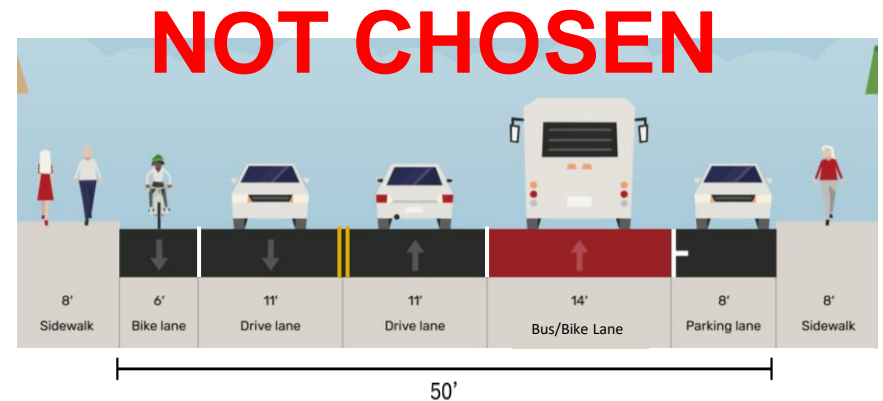 NOT CHOSEN
8' 6' 11' 11' 14' 8' 8'
Sidewalk Bike lane Drive lane Drive lane Bus/Bike Lane Parking lane Sidewalk
50'